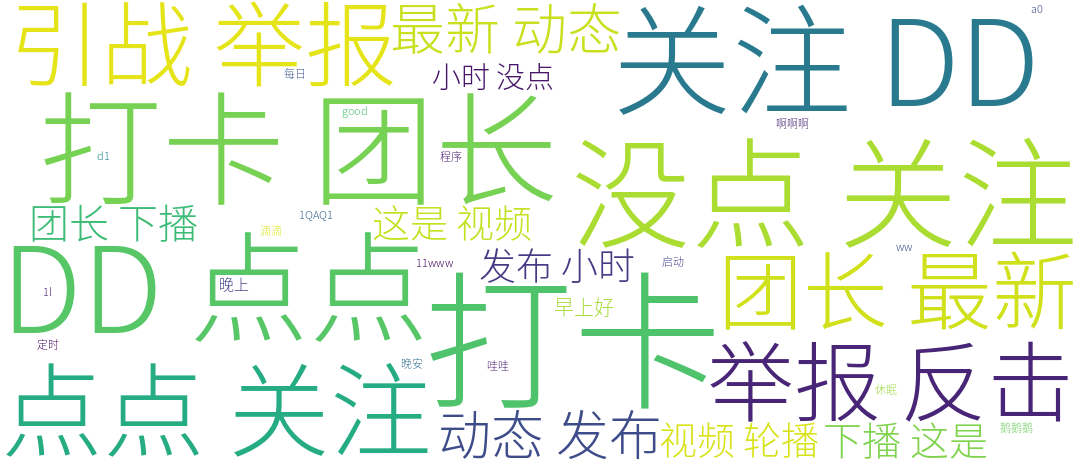 引战 举报
最新 动态
关注 DD
a0
每日
小时 没点
good
啊啊啊
打卡 团长
d1
程序
没点 关注
团长 下播
1QAQ1
滴滴
这是 视频
ww
DD 点点
11www
发布 小时
启动
团长 最新
1l
晚上
早上好
打卡
定时
晚安
哇哇
举报 反击
休眠
点点 关注
动态 发布
视频 轮播
下播 这是
鹅鹅鹅